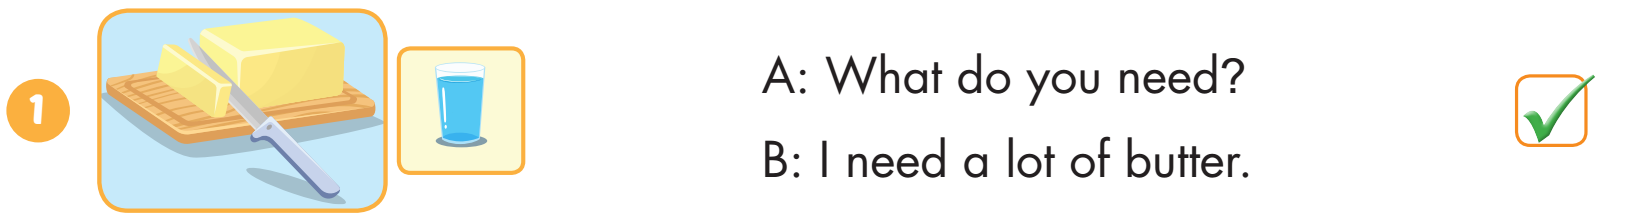 1
A: What do you need?
B: I need a lot of butter.